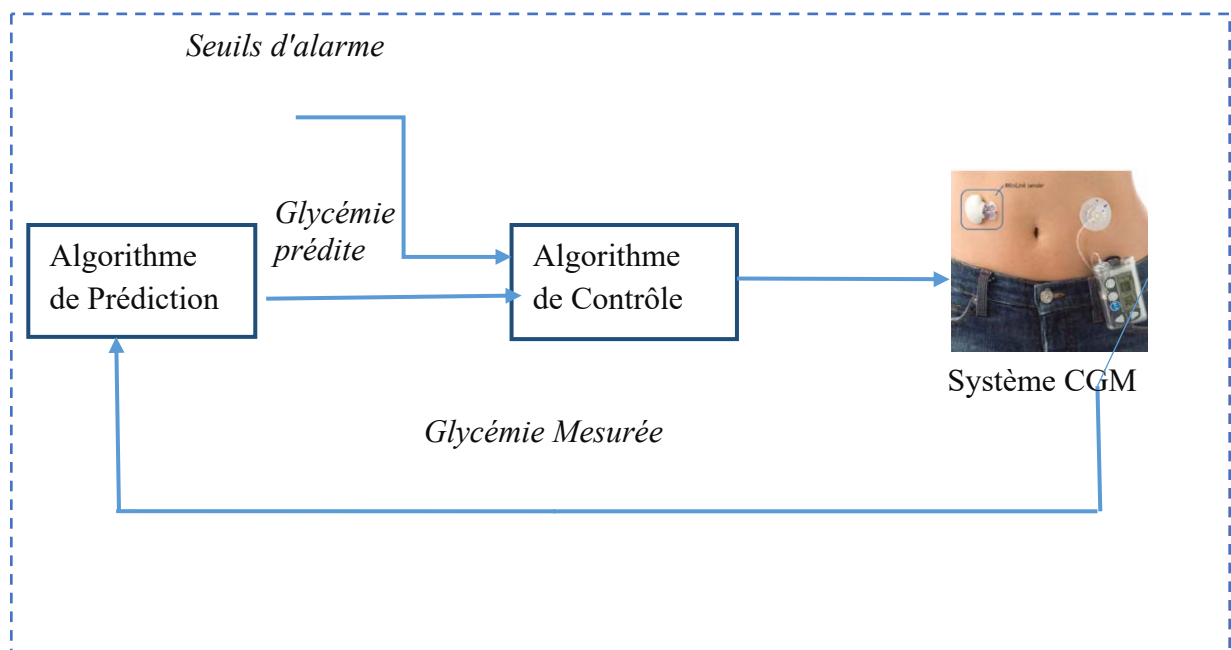 Seuils d'alarme
Glycémie
prédite
Algorithme
de Prédiction
Algorithme
de Contrôle
Système CGM
Glycémie Mesurée